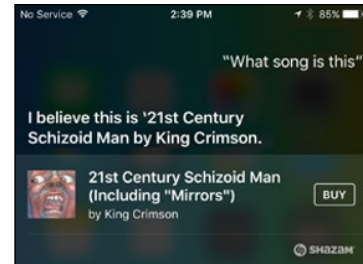 No Service 2:39 PM 85%
“What song is this”
I believe this is ‘21st Century
Schizoid Man by King Crimson.
21st Century Schizoid Man
(Including "Mirrors")
by King Crimson
BUY
SHAZAM